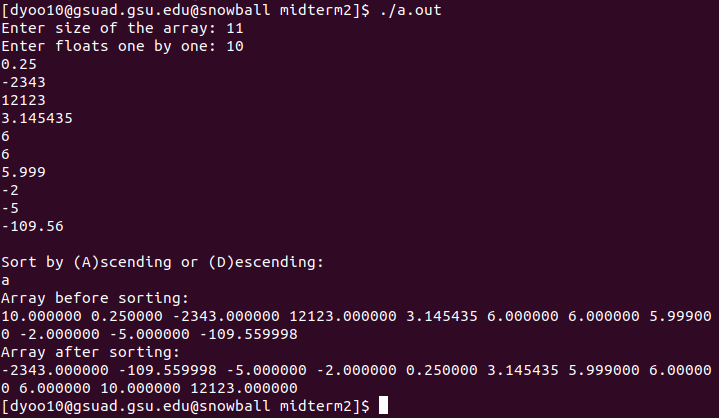 [dyoo10@gsuad.gsu.edu@snowball midterm2]$ ./a.out
Enter size of the array: 11
Enter floats one by one: 10
0.25
-2343
12123
3.145435
6
6
5.999
-2
-5
-109.56
Sort by (A)scending or (D)escending:
a
Array before sorting:
10.000000 0.250000 -2343.000000 12123.000000 3.145435 6.000000 6.000000 5.99900
0 -2.000000 -5.000000 -109.559998
Array after sorting:
-2343.000000 -109.559998 -5.000000 -2.000000 0.250000 3.145435 5.999000 6.00000
0 6.000000 10.000000 12123.000000
[dyoo10@gsuad.gsu.edu@snowball midterm2]$